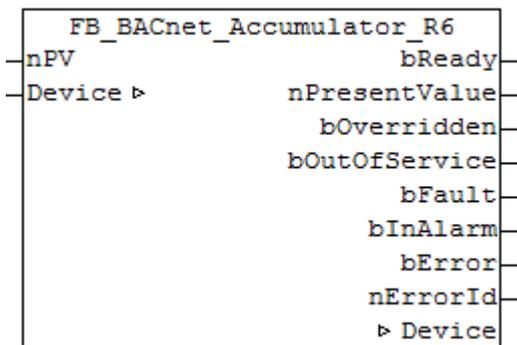 FB_BACnet_Accumulator_R6
nPV bReady
Device ▹ nPresentValue
bOverridden
bOutOfService
bFault
bInAlarm
bError
nErrorId
▹ Device